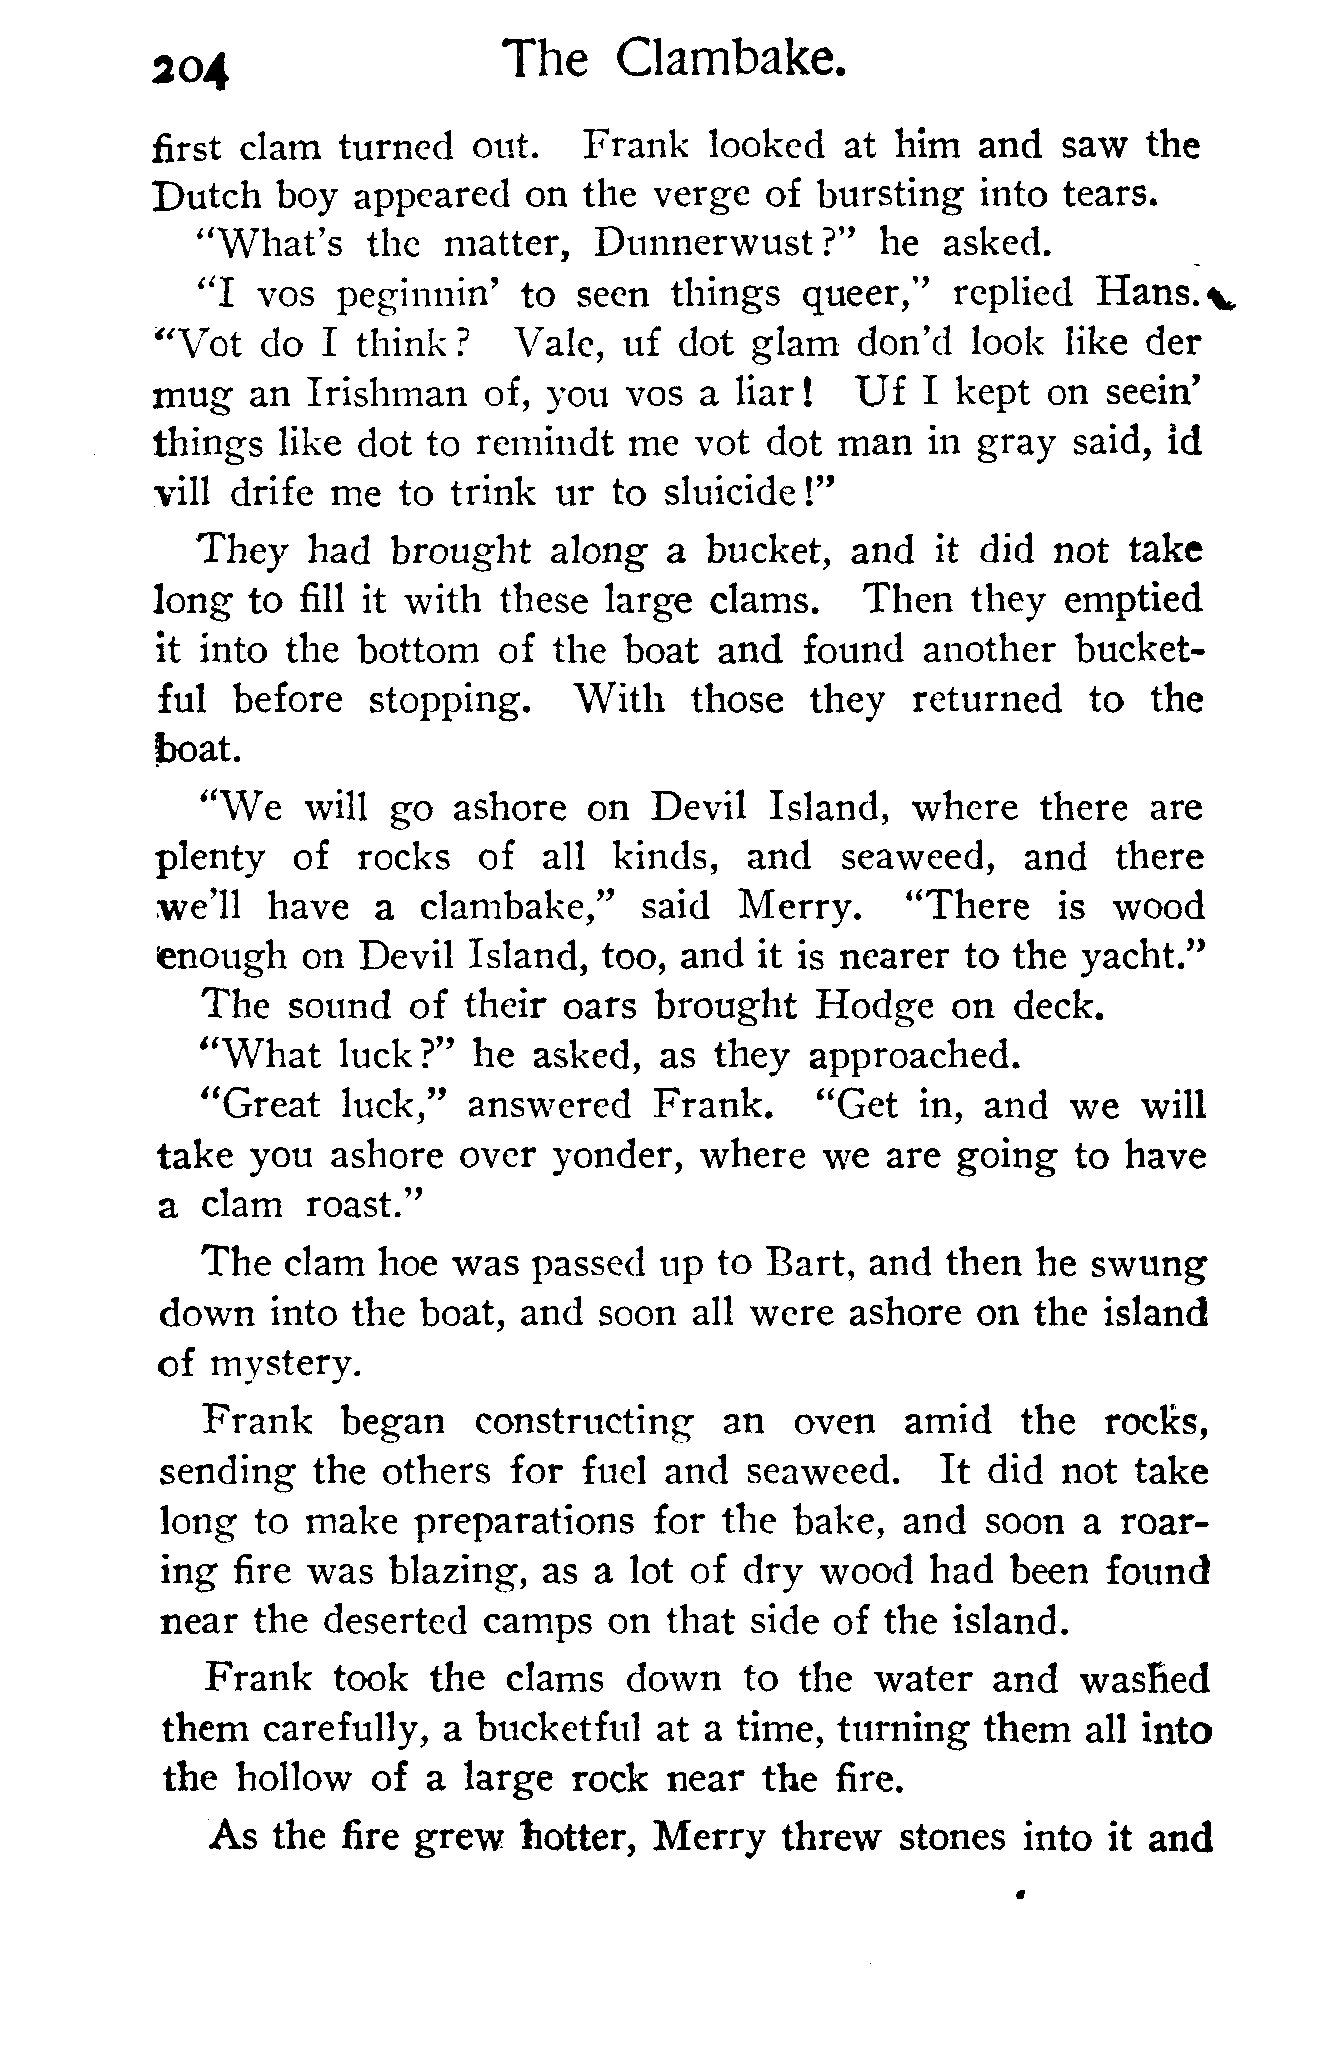 204 The Clambake.
first clam turned out. Frank looked at him and saw the
Dutch boy appeared on the verge of bursting into tears.
"What's the matter, Dunnerwust?" he asked.
"I vos peginnin' to seen things queer," replied Hans.
"Vot do I think? Vale, uf dot glam don'd look like der
mug an Irishman of, you vos a liar! Uf I kept on seein'
things like dot to remindt me vot dot man in gray said, id
vill drife me to trink ur to sluicide!"
They had brought along a bucket, and it did not take
long to fill it with these large clams. Then they emptied
it into the bottom of the boat and found another bucket-
ful before stopping. With those they returned to the
boat.
"We will go ashore on Devil Island, where there are
plenty of rocks of all kinds, and seaweed, and there
we'll have a clambake," said Merry. "There is wood
enough on Devil Island, too, and it is nearer to the yacht."
The sound of their oars brought Hodge on deck.
"What luck?" he asked, as they approached.
"Great luck," answered Frank. "Get in, and we will
take you ashore over yonder, where we are going to have
a clam roast."
The clam hoe was passed up to Bart, and then he swung
down into the boat, and soon all were ashore on the island
of mystery.
Frank began constructing an oven amid the rocks,
sending the others for fuel and seaweed. It did not take
long to make preparations for the bake, and soon a roar-
ing fire was blazing, as a lot of dry wood had been found
near the deserted camps on that side of the island.
Frank took the clams down to the water and washed
them carefully, a bucketful at a time, turning them all into
the hollow of a large rock near the fire.
As the fire grew hotter, Merry threw stones into it and